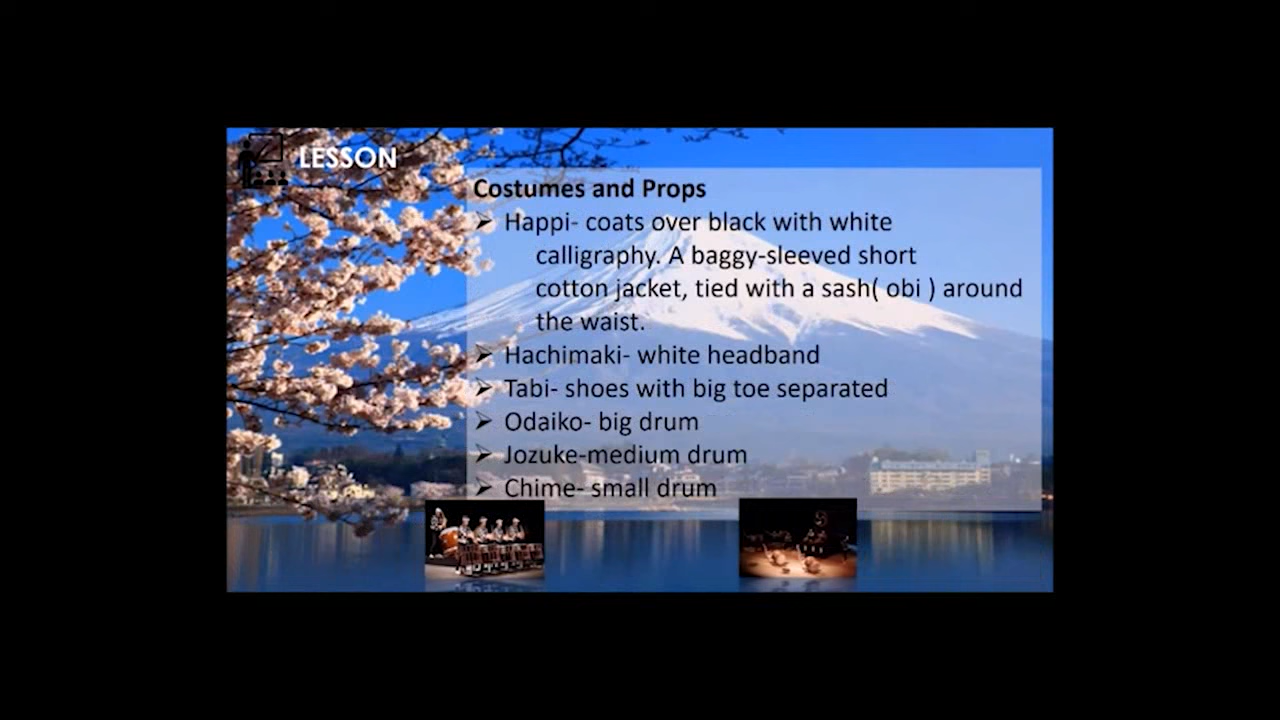 LESSON
Costumes and Props
➢ Happi- coats over black with white
calligraphy. A baggy-sleeved short
cotton jacket, tied with a sash( obi ) around
the waist.
➢ Hachimaki- white headband
➢ Tabi- shoes with big toe separated
➢ Odaiko- big drum
➢ Jozuke-medium drum
➢ Chime- small drum